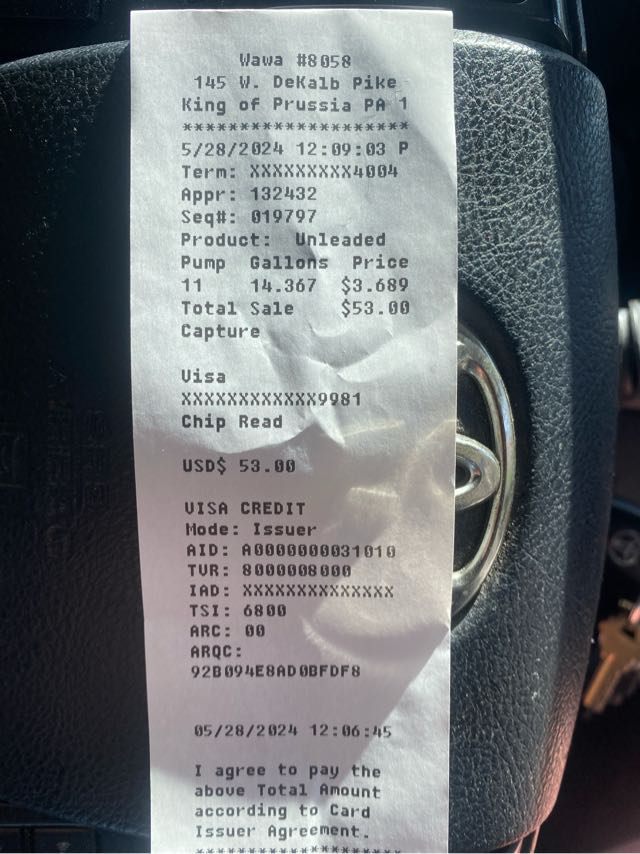 Wawa #8058
145 W. DeKalb Pike
King of Prussia PA 1
********************
5/28/2024 12:09:03 P
Term: XXXXXXXXX4004
Appr: 132432
Seq#: 019797
Product: Unleaded
Pump Gallons Price
11 14.367 $3.689
Total Sale $53.00
Capture
Visa
XXXXXXXXXXXX9981
Chip Read
USD$ 53.00
VISA CREDIT
Mode: Issuer
AID: A0000000031010
TVR: 8000008000
IAD: XXXXXXXXXXXXXX
TSI: 6800
ARC: 00
ARQC:
92B094E8AD0BFDF8
05/28/2024 12:06:45
I agree to pay the
above Total Amount
according to Card
Issuer Agreement.
********************